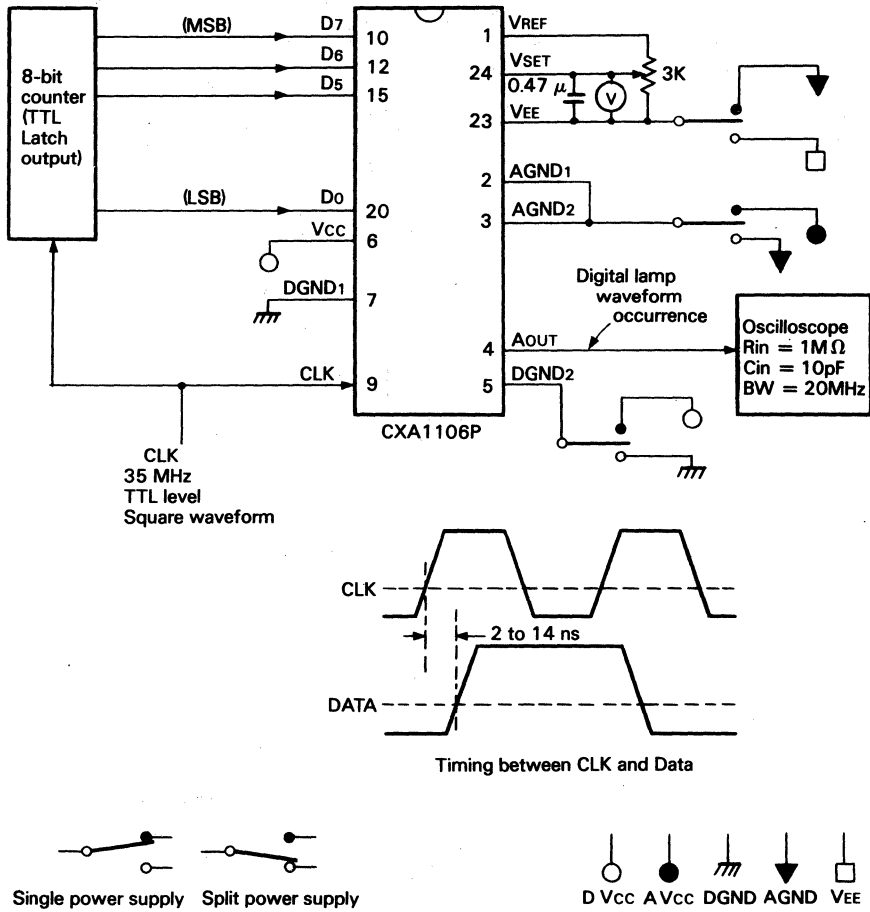 8-bit
counter
(TTL
Latch
output)
(MSB)
D7
10
D6
12
D5
15
(LSB)
D0
20
VCC
6
DGND1
7
CLK
9
CLK
35 MHz
TTL level
Square waveform
1
VREF
24
VSET
0.47 μ
V
3K
23
VEE
2
AGND1
3
AGND2
Digital lamp
waveform
occurrence
4
AOUT
5
DGND2
Oscilloscope
Rin = 1MΩ
Cin = 10pF
BW = 20MHz
CXA1106P
CLK
2 to 14 ns
DATA
Timing between CLK and Data
Single power supply
Split power supply
D VCC
A VCC
DGND
AGND
VEE